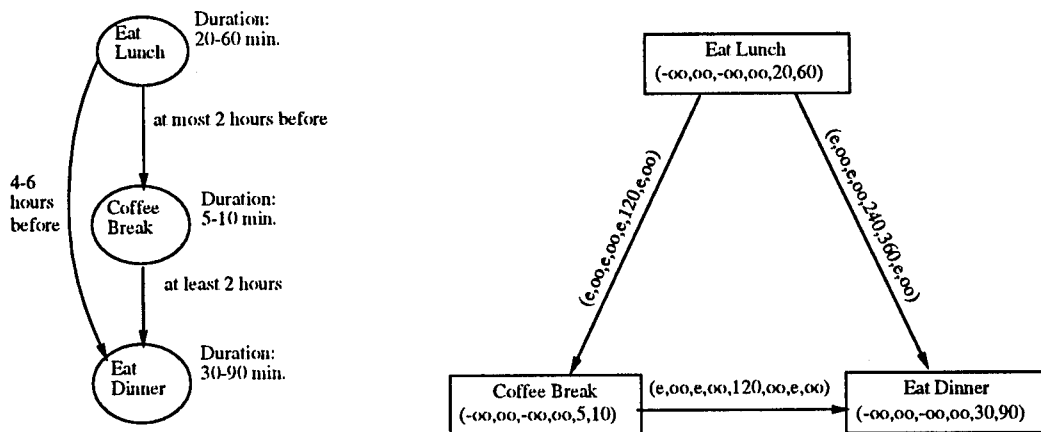 Eat
Lunch
Duration:
20-60 min.
at most 2 hours before
4-6
hours
before
Coffee
Break
Duration:
5-10 min.
at least 2 hours
Eat
Dinner
Duration:
30-90 min.
Eat Lunch
(-oo,oo,-oo,oo,20,60)
(e,oo,e,oo,e,120,e,oo)
(e,oo,e,oo,240,360,e,oo)
Coffee Break
(-oo,oo,-oo,oo,5,10)
(e,oo,e,oo,120,oo,e,oo)
Eat Dinner
(-oo,oo,-oo,oo,30,90)